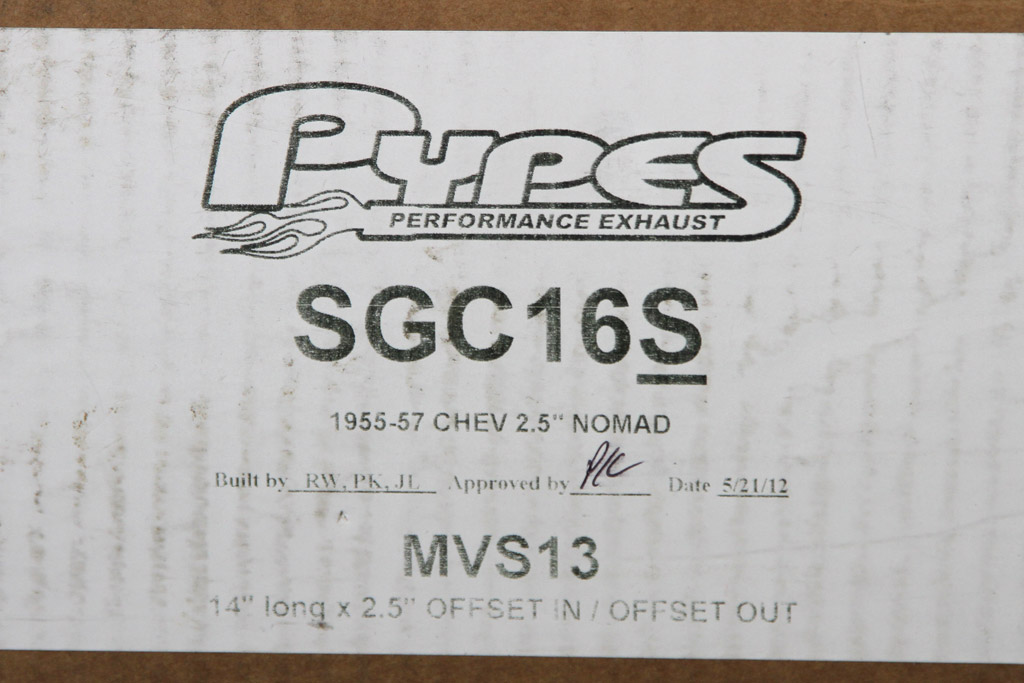 PYPES
PERFORMANCE EXHAUST
SGC16S
1955-57 CHEV 2.5" NOMAD
Built by RW, PK, JL Approved by PK Date 5/21/12
MVS13
14" long x 2.5" OFFSET IN / OFFSET OUT